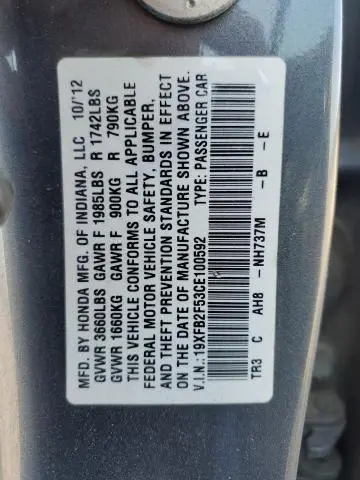 MFD. BY HONDA MFG. OF INDIANA, LLC 10/'12
GVWR 3660LBS GAWR F 1985LBS R 1742LBS
GVWR 1660KG GAWR F 900KG R 790KG
THIS VEHICLE CONFORMS TO ALL APPLICABLE
FEDERAL MOTOR VEHICLE SAFETY, BUMPER,
AND THEFT PREVENTION STANDARDS IN EFFECT
ON THE DATE OF MANUFACTURE SHOWN ABOVE.
V.I.N.:19XFB2F53CE100592 TYPE: PASSENGER CAR
TR3 C AH8 -NH737M -B -E